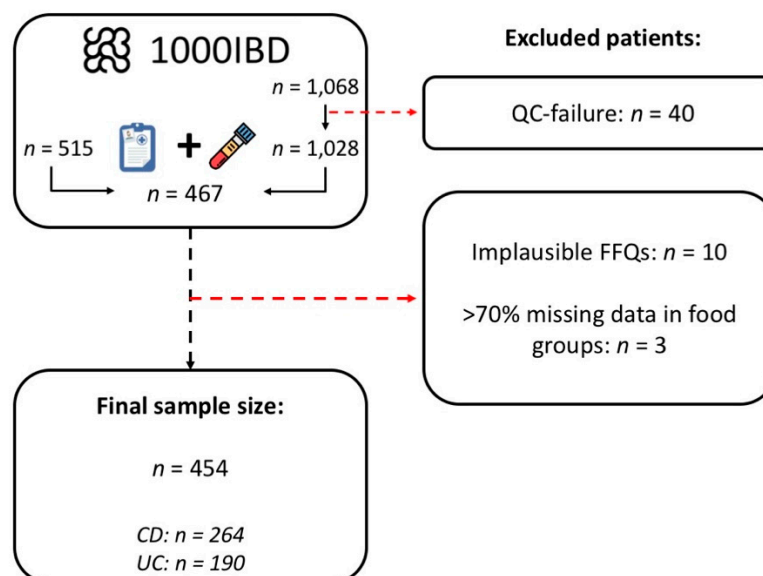 1000IBD
n = 1,068
n = 515
+
n = 1,028
n = 467
Excluded patients:
QC-failure: n = 40
Implausible FFQs: n = 10
>70% missing data in food
groups: n = 3
Final sample size:
n = 454
CD: n = 264
UC: n = 190